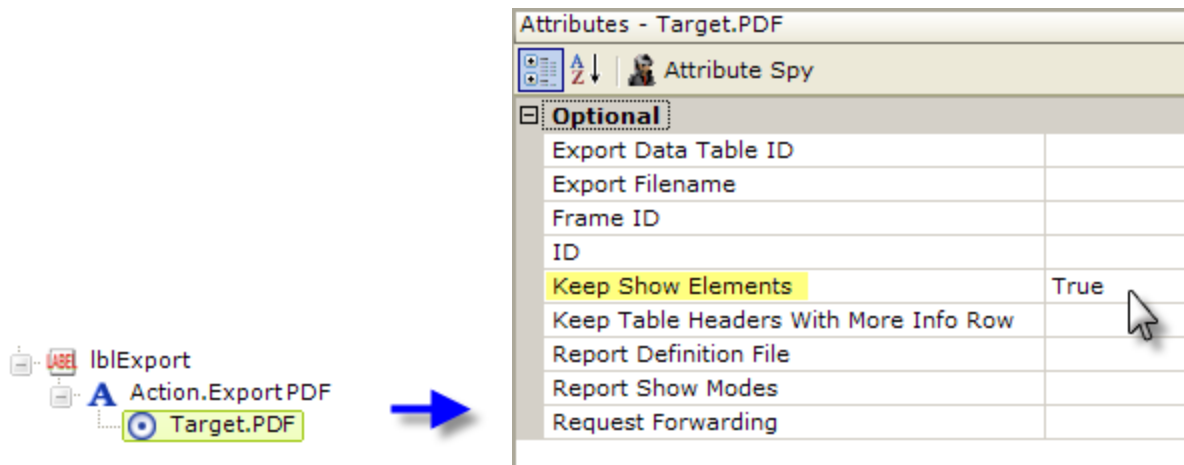 Attributes - Target.PDF
A Z Attribute Spy
Optional
Export Data Table ID
Export Filename
Frame ID
ID
Keep Show Elements True
Keep Table Headers With More Info Row
Report Definition File
Report Show Modes
Request Forwarding
LABEL lblExport
A Action.ExportPDF
Target.PDF